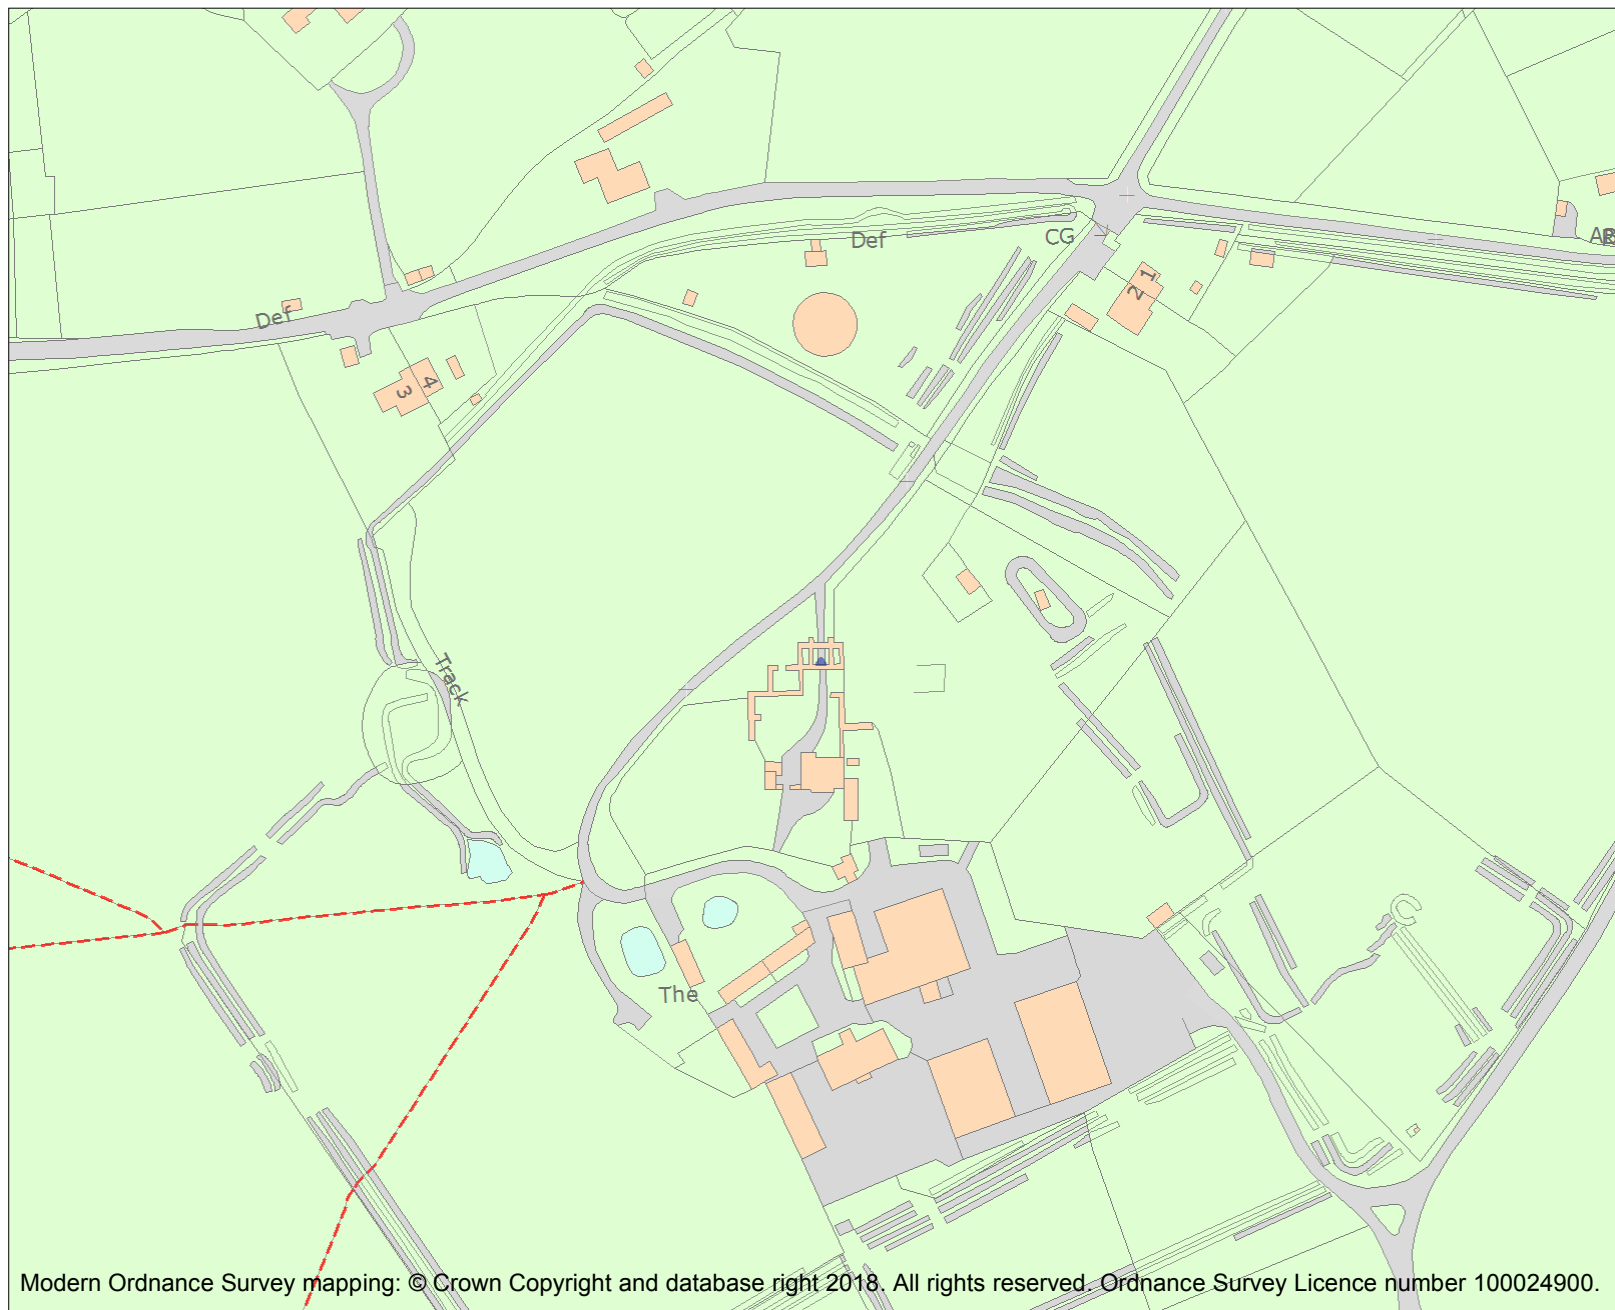 Def
CG
1
2
Def
4
3
Track
The
Modern Ordnance Survey mapping: © Crown Copyright and database right 2018. All rights reserved. Ordnance Survey Licence number 100024900.